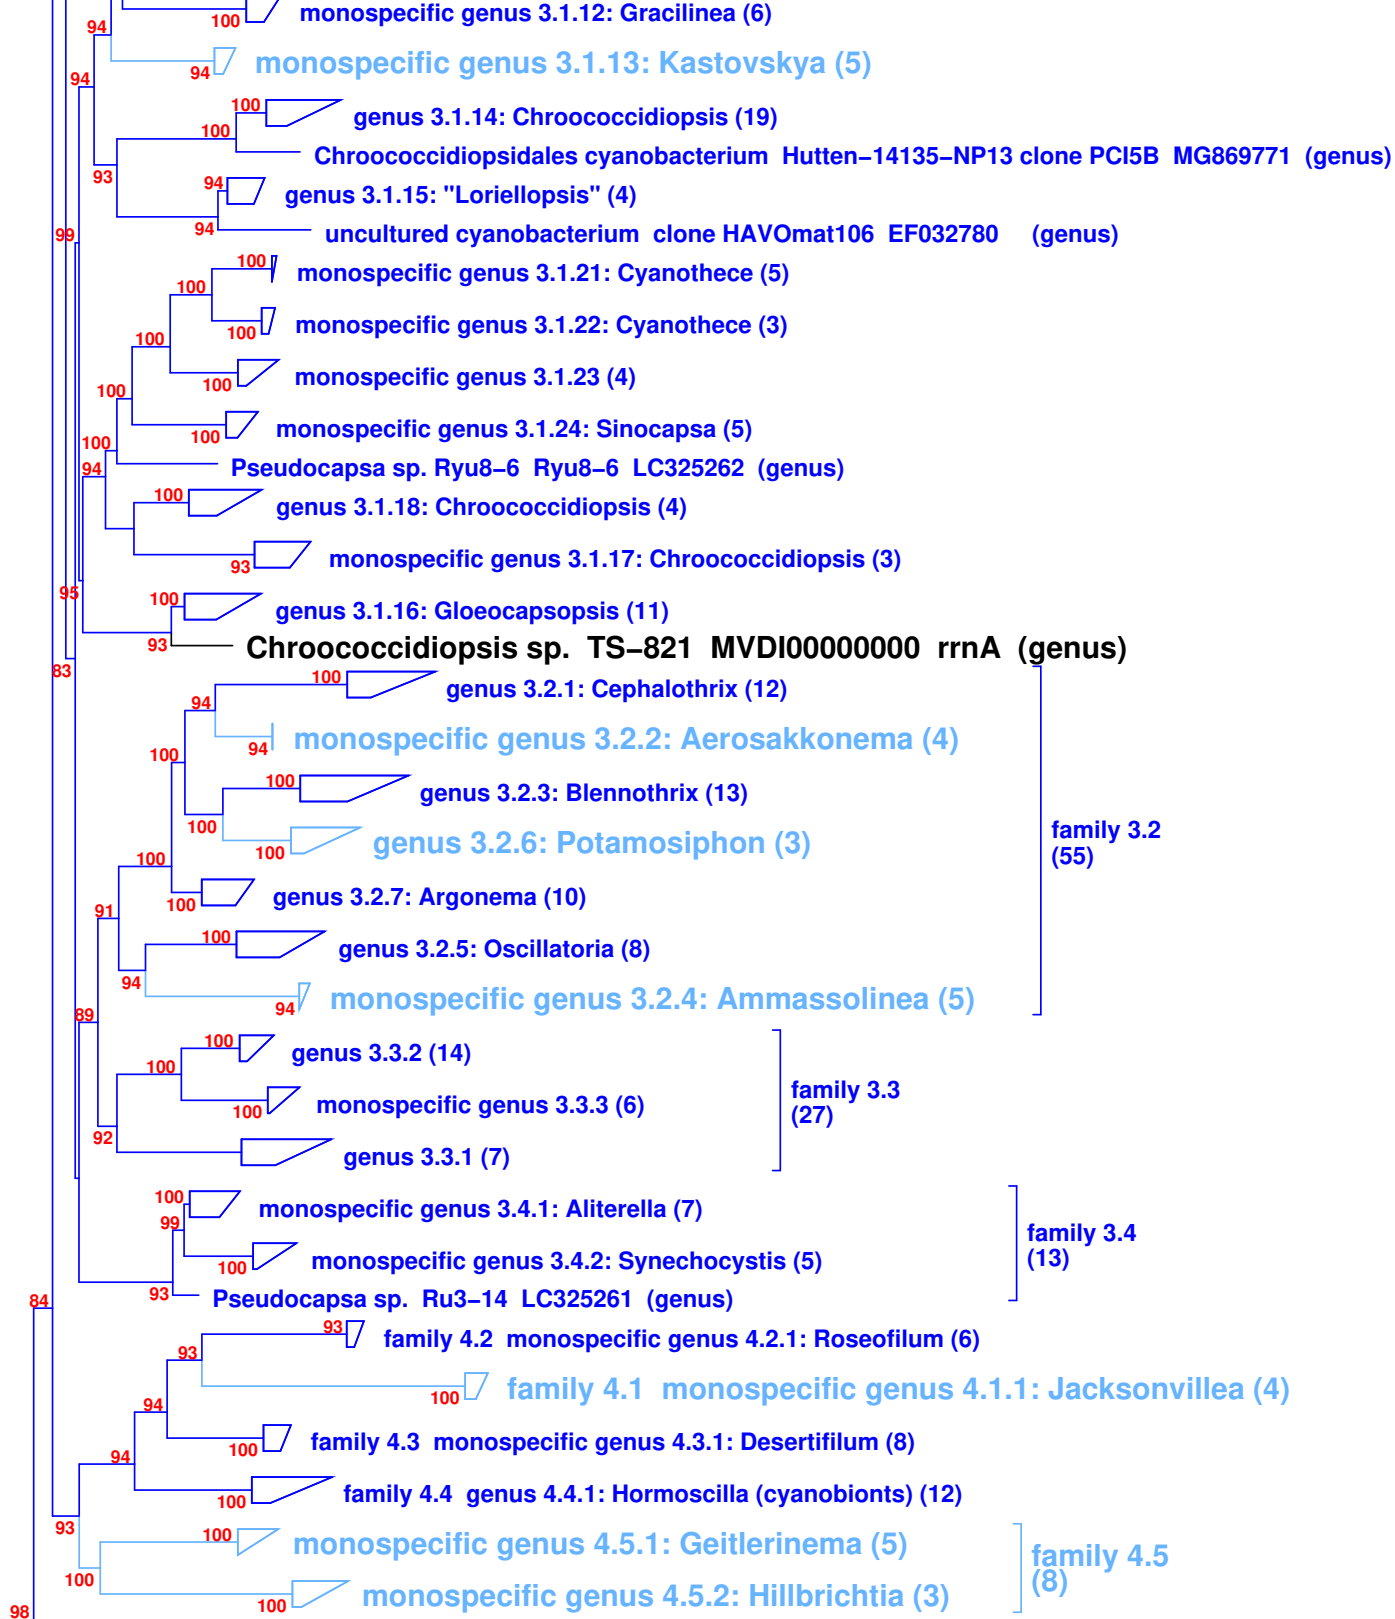 monospecific genus 3.1.12: Gracilinea (6)
100
94
monospecific genus 3.1.13: Kastovskya (5)
94
94
100
genus 3.1.14: Chroococcidiopsis (19)
100
Chroococcidiopsidales cyanobacterium Hutten−14135−NP13 clone PCI5B MG869771 (genus)
93
94
genus 3.1.15: "Loriellopsis" (4)
94
uncultured cyanobacterium clone HAVOmat106 EF032780 (genus)
99
100
monospecific genus 3.1.21: Cyanothece (5)
100
monospecific genus 3.1.22: Cyanothece (3)
100
100
monospecific genus 3.1.23 (4)
100
100
monospecific genus 3.1.24: Sinocapsa (5)
100
100
Pseudocapsa sp. Ryu8−6 Ryu8−6 LC325262 (genus)
94
100
genus 3.1.18: Chroococcidiopsis (4)
monospecific genus 3.1.17: Chroococcidiopsis (3)
93
95
100
genus 3.1.16: Gloeocapsopsis (11)
93
Chroococcidiopsis sp. TS−821 MVDI00000000 rrnA (genus)
83
100
genus 3.2.1: Cephalothrix (12)
94
monospecific genus 3.2.2: Aerosakkonema (4)
94
100
100
genus 3.2.3: Blennothrix (13)
100
genus 3.2.6: Potamosiphon (3)
100
family 3.2
(55)
100
genus 3.2.7: Argonema (10)
100
91
100
genus 3.2.5: Oscillatoria (8)
94
monospecific genus 3.2.4: Ammassolinea (5)
94
89
100
genus 3.3.2 (14)
100
monospecific genus 3.3.3 (6)
100
family 3.3
(27)
92
genus 3.3.1 (7)
100
monospecific genus 3.4.1: Aliterella (7)
99
monospecific genus 3.4.2: Synechocystis (5)
100
family 3.4
(13)
93
Pseudocapsa sp. Ru3−14 LC325261 (genus)
84
93
family 4.2 monospecific genus 4.2.1: Roseofilum (6)
93
family 4.1 monospecific genus 4.1.1: Jacksonvillea (4)
100
94
family 4.3 monospecific genus 4.3.1: Desertifilum (8)
100
94
family 4.4 genus 4.4.1: Hormoscilla (cyanobionts) (12)
100
93
100
monospecific genus 4.5.1: Geitlerinema (5)
100
family 4.5
(8)
monospecific genus 4.5.2: Hillbrichtia (3)
100
98